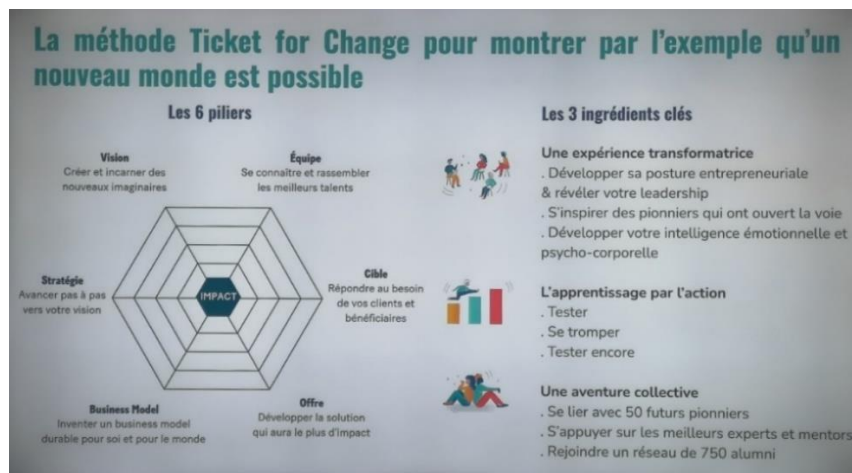 La méthode Ticket for Change pour montrer par l'exemple qu'un
nouveau monde est possible
Les 6 piliers
Vision
Créer et incarner des
nouveaux imaginaires
Équipe
Se connaître et rassembler
les meilleurs talents
Stratégie
Avancer pas à pas
vers votre vision
IMPACT
Cible
Répondre au besoin
de vos clients et
bénéficiaires
Business Model
Inventer un business model
durable pour soi et pour le monde
Offre
Développer la solution
qui aura le plus d'impact
Les 3 ingrédients clés
Une expérience transformatrice
. Développer sa posture entrepreneuriale
& révéler votre leadership
. S'inspirer des pionniers qui ont ouvert la voie
. Développer votre intelligence émotionnelle et
psycho-corporelle
L'apprentissage par l'action
. Tester
. Se tromper
. Tester encore
Une aventure collective
. Se lier avec 50 futurs pionniers
. S'appuyer sur les meilleurs experts et mentors
. Rejoindre un réseau de 750 alumni